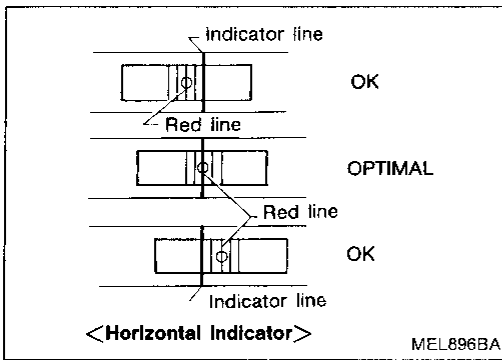 Indicator line
OK
Red line
OPTIMAL
Red line
OK
Indicator line
<Horizontal Indicator>
MEL896BA